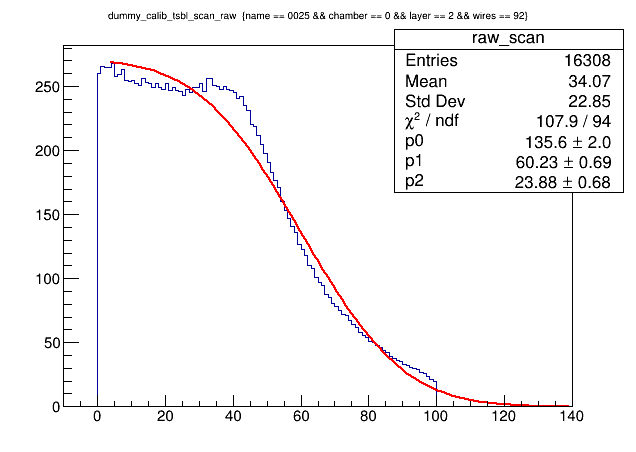 dummy_calib_tsbl_scan_raw {name == 0025 && chamber == 0 && layer == 2 && wires == 92}
raw_scan
Entries 16308
Mean 34.07
Std Dev 22.85
χ² / ndf 107.9 / 94
p0 135.6 ± 2.0
p1 60.23 ± 0.69
p2 23.88 ± 0.68
250
200
150
100
50
0
0 20 40 60 80 100 120 140